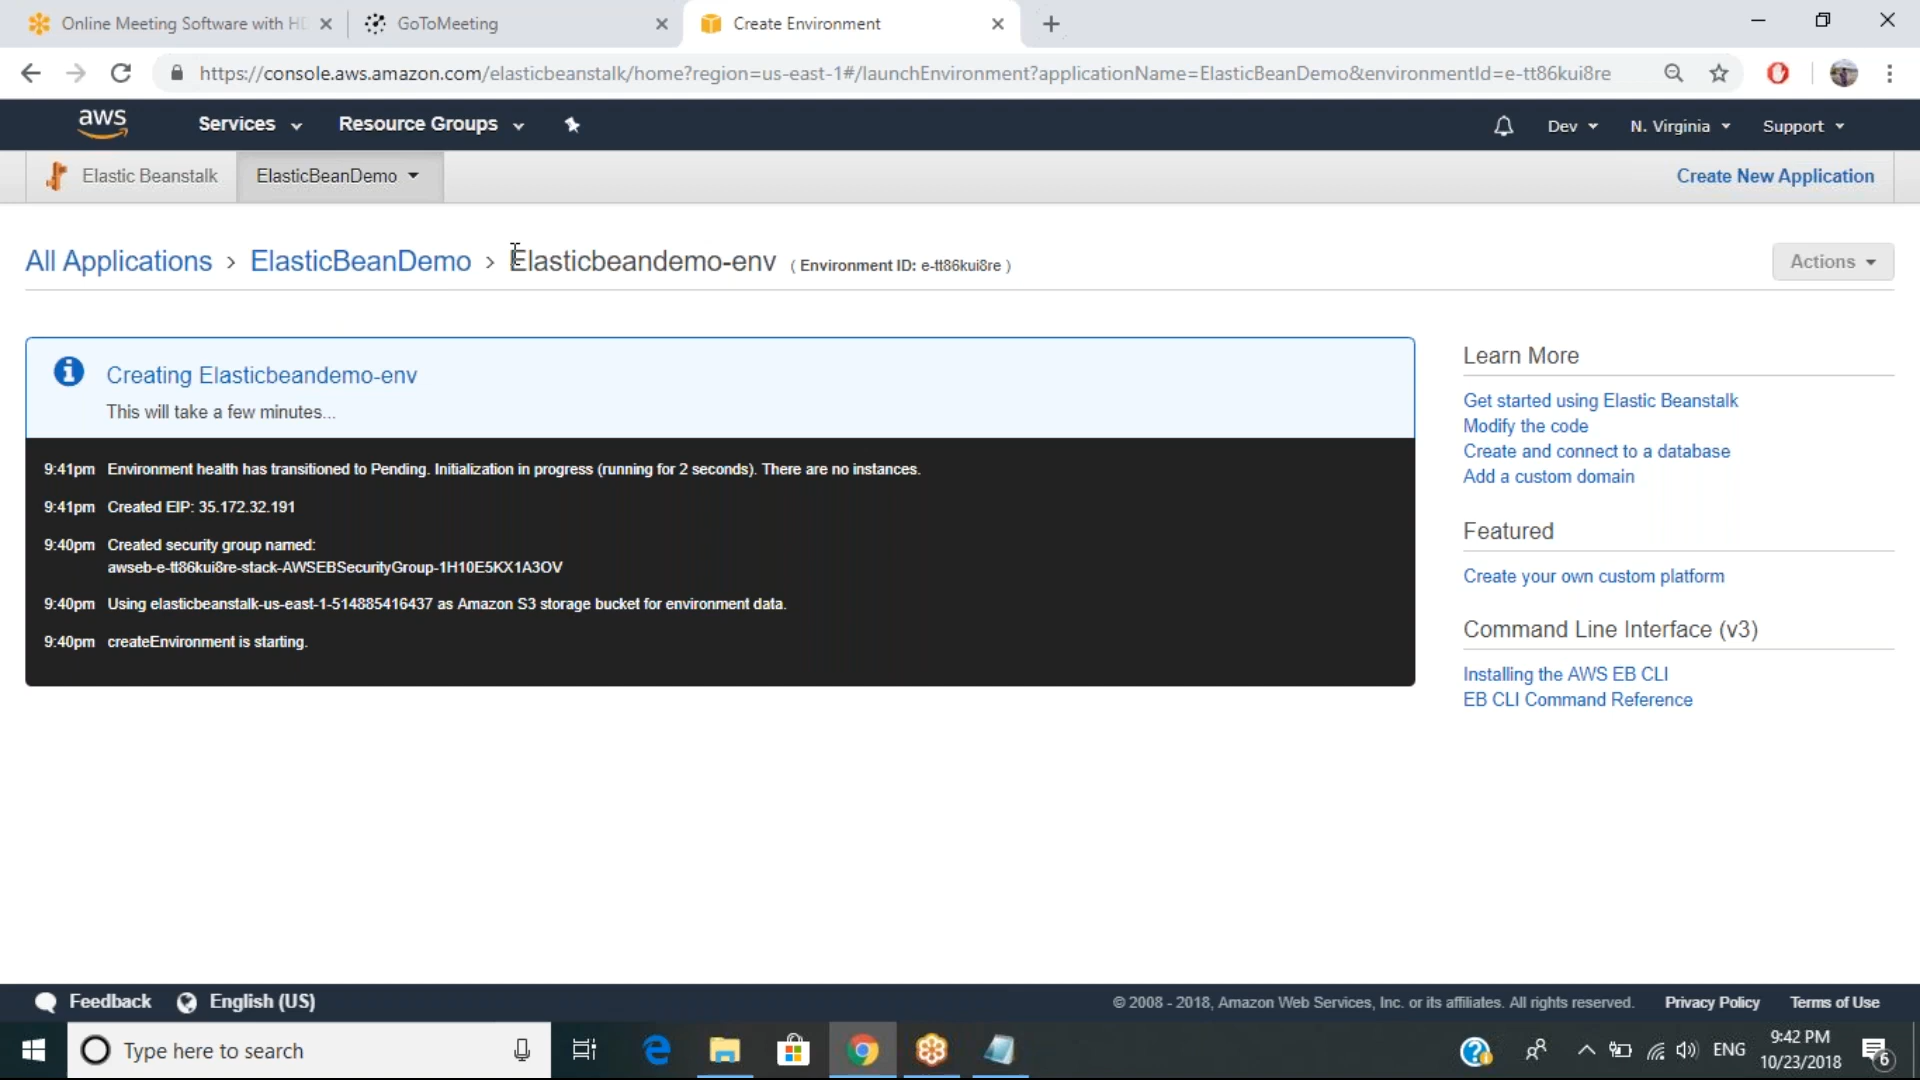 Online Meeting Software with HD
GoToMeeting
Create Environment
https://console.aws.amazon.com/elasticbeanstalk/home?region=us-east-1#/launchEnvironment?applicationName=ElasticBeanDemo&environmentId=e-tt86kui8re
aws
Services
Resource Groups
Dev
N. Virginia
Support
Elastic Beanstalk
ElasticBeanDemo
Create New Application
All Applications › ElasticBeanDemo › Elasticbeandemo-env ( Environment ID: e-tt86kui8re )
Actions
Creating Elasticbeandemo-env
This will take a few minutes...
9:41pm Environment health has transitioned to Pending. Initialization in progress (running for 2 seconds). There are no instances.
9:41pm Created EIP: 35.172.32.191
9:40pm Created security group named:
awseb-e-tt86kui8re-stack-AWSEBSecurityGroup-1H10E5KX1A3OV
9:40pm Using elasticbeanstalk-us-east-1-514885416437 as Amazon S3 storage bucket for environment data.
9:40pm createEnvironment is starting.
Learn More
Get started using Elastic Beanstalk
Modify the code
Create and connect to a database
Add a custom domain
Featured
Create your own custom platform
Command Line Interface (v3)
Installing the AWS EB CLI
EB CLI Command Reference
Feedback
English (US)
© 2008 - 2018, Amazon Web Services, Inc. or its affiliates. All rights reserved.
Privacy Policy
Terms of Use
Type here to search
ENG
9:42 PM
10/23/2018
6